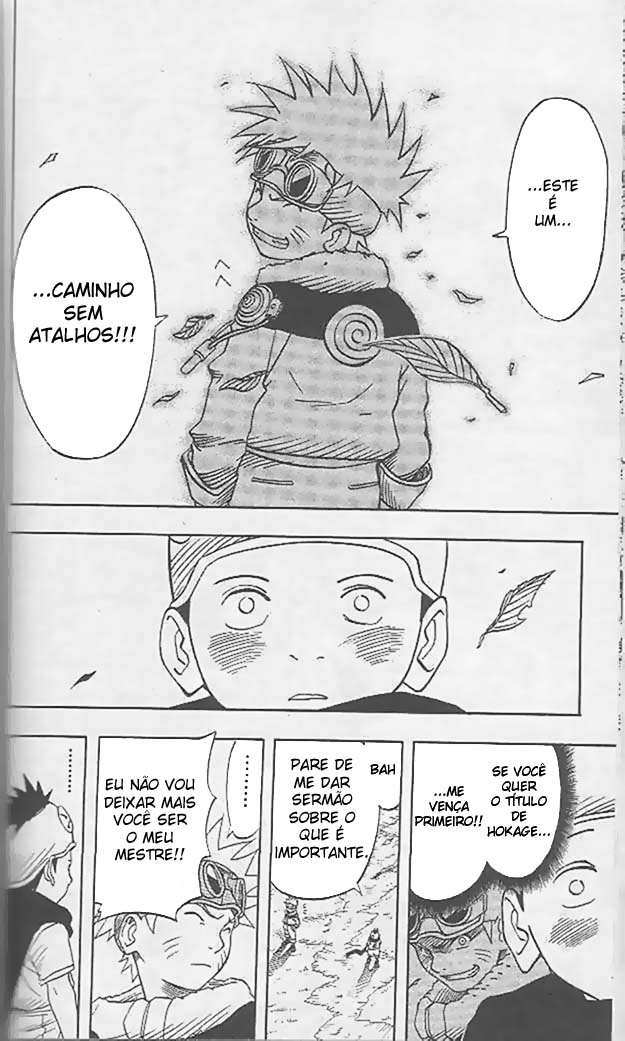 ...ESTE
É
UM...
...CAMINHO
SEM
ATALHOS!!!
SE VOCÊ
QUER
O TÍTULO
DE
HOKAGE...
...ME
VENÇA
PRIMEIRO!!
BAH
PARE DE
ME DAR
SERMÃO
SOBRE O
QUE É
IMPORTANTE.
........
EU NÃO VOU
DEIXAR MAIS
VOCÊ SER
O MEU
MESTRE!!
......